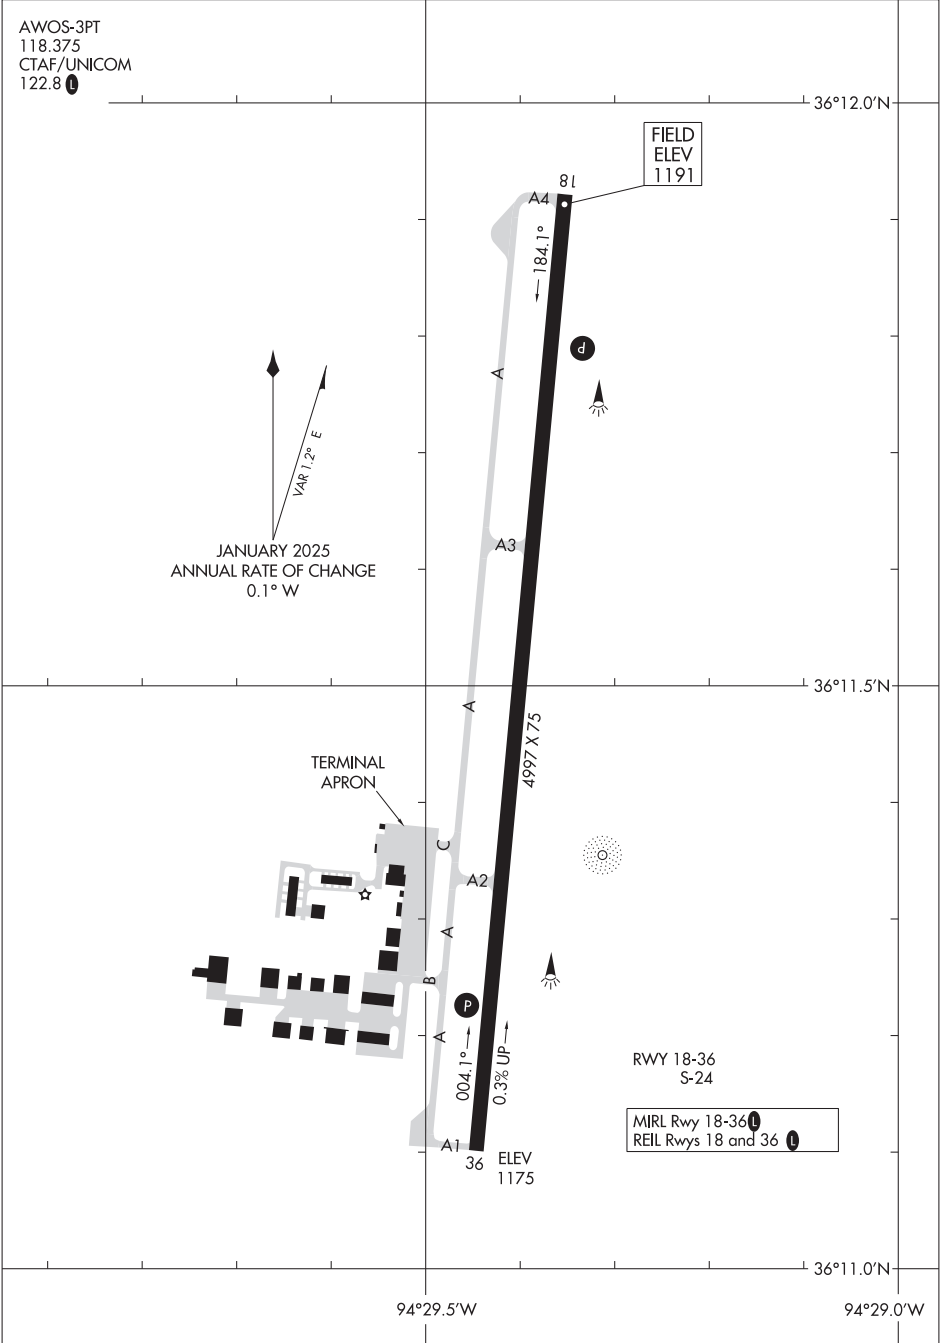 AWOS-3PT
118.375
CTAF/UNICOM
122.8 L
36°12.0'N
FIELD
ELEV
1191
18
A4
184.1°
P
A
VAR 1.2° E
JANUARY 2025
ANNUAL RATE OF CHANGE
0.1° W
A3
36°11.5'N
A
4997 X 75
TERMINAL
APRON
C
A2
A
B
P
A
004.1°
0.3% UP
RWY 18-36
S-24
MIRL Rwy 18-36 L
REIL Rwys 18 and 36 L
A1
36
ELEV
1175
36°11.0'N
94°29.5'W
94°29.0'W